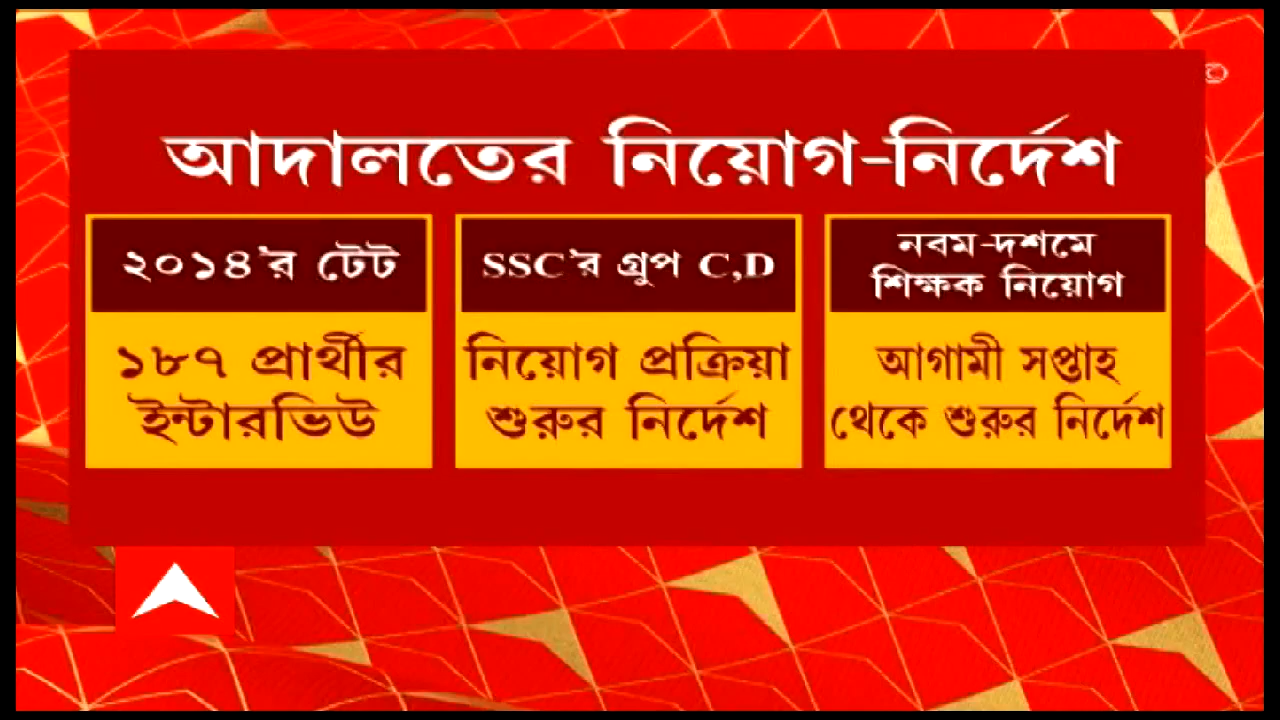 আদালতের নিয়োগ-নির্দেশ
২০১৪'র টেট
১৮৭ প্রার্থীর
ইন্টারভিউ
SSC'র গ্রুপ C,D
নিয়োগ প্রক্রিয়া
শুরুর নির্দেশ
নবম-দশমে
শিক্ষক নিয়োগ
আগামী সপ্তাহ
থেকে শুরুর নির্দেশ
©